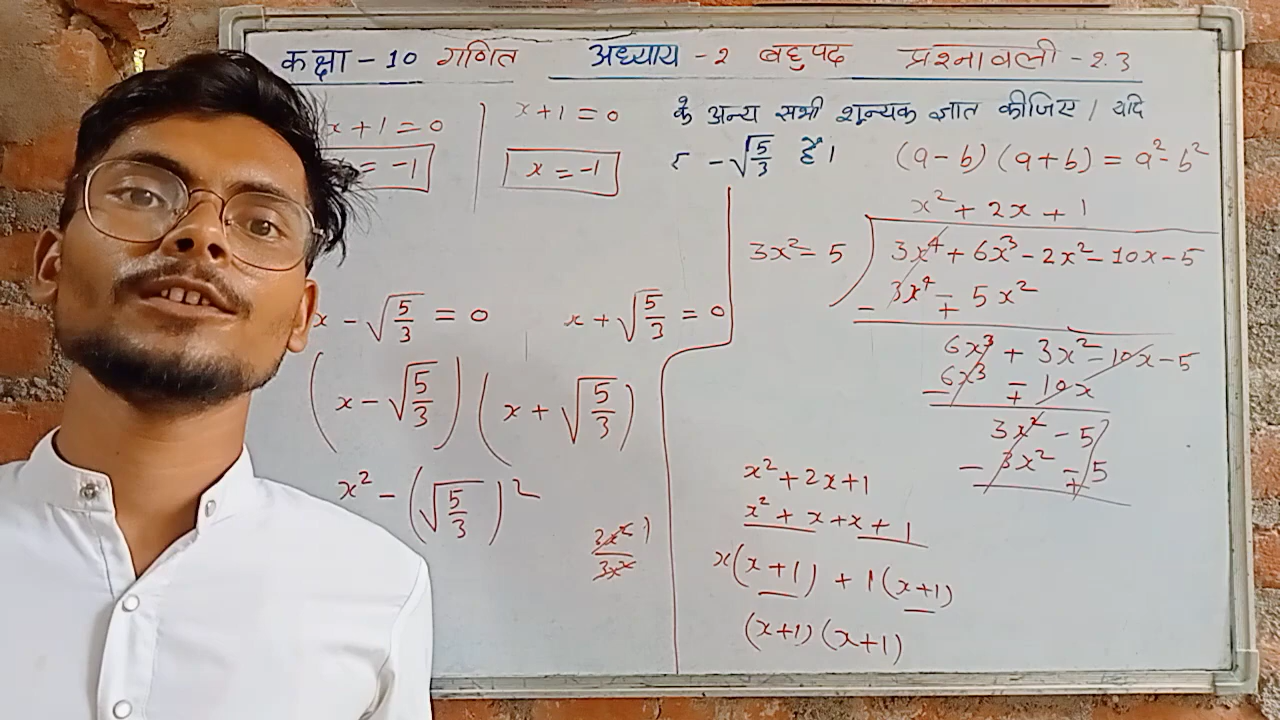 कक्षा - 10 गणित अध्याय - 2 बहुपद प्रश्नावली - 2.3
के अन्य सभी शून्यक ज्ञात कीजिए / यदि
-√(5/3) हैं। (a-b)(a+b) = a²-b²
x+1=0
= -1
x+1=0
x = -1
x - √(5/3) = 0 x + √(5/3) = 0
(x - √(5/3)) (x + √(5/3))
x² - (√(5/3))²
3x²
3x²
x² + 2x + 1
3x² - 5 ) 3x⁴ + 6x³ - 2x² - 10x - 5
3x⁴ - 5x²
- +
6x³ + 3x² - 10x - 5
6x³ - 10x
- +
3x² - 5
3x² - 5
- +
x² + 2x + 1
x² + x + x + 1
x(x+1) + 1(x+1)
(x+1)(x+1)